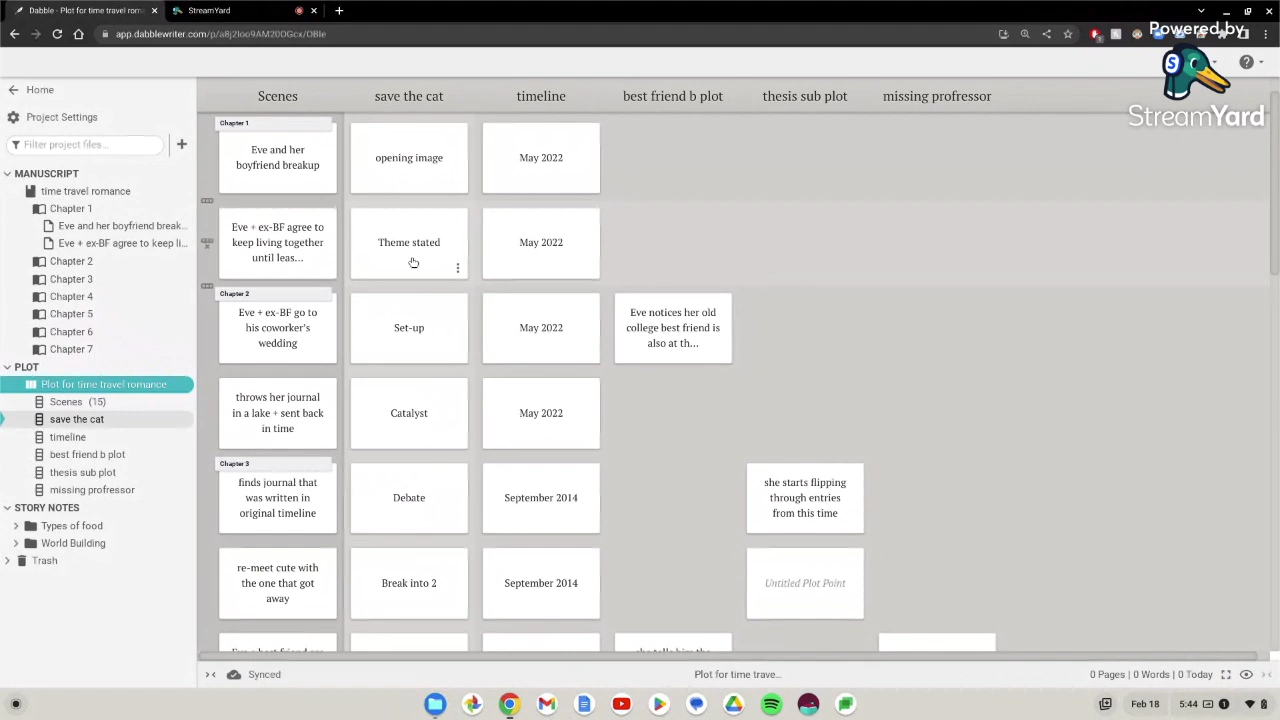 Dabble - Plot for time travel roman
StreamYard
app.dabblewriter.com/p/a8j2Ioo9AM20OGcx/OBIe
Powered by
StreamYard
Home
Project Settings
Filter project files...
MANUSCRIPT
time travel romance
Chapter 1
Eve and her boyfriend break...
Eve + ex-BF agree to keep li...
Chapter 2
Chapter 3
Chapter 4
Chapter 5
Chapter 6
Chapter 7
PLOT
Plot for time travel romance
Scenes (15)
save the cat
timeline
best friend b plot
thesis sub plot
missing profressor
STORY NOTES
Types of food
World Building
Trash
Scenes
save the cat
timeline
best friend b plot
thesis sub plot
missing profressor
Chapter 1
Eve and her
boyfriend breakup
opening image
May 2022
Eve + ex-BF agree to
keep living together
until leas...
Theme stated
May 2022
Chapter 2
Eve + ex-BF go to
his coworker's
wedding
Set-up
May 2022
Eve notices her old
college best friend is
also at th...
throws her journal
in a lake + sent back
in time
Catalyst
May 2022
Chapter 3
finds journal that
was written in
original timeline
Debate
September 2014
she starts flipping
through entries
from this time
re-meet cute with
the one that got
away
Break into 2
September 2014
Untitled Plot Point
Synced
Plot for time trave...
0 Pages | 0 Words | 0 Today
Feb 18
5:44